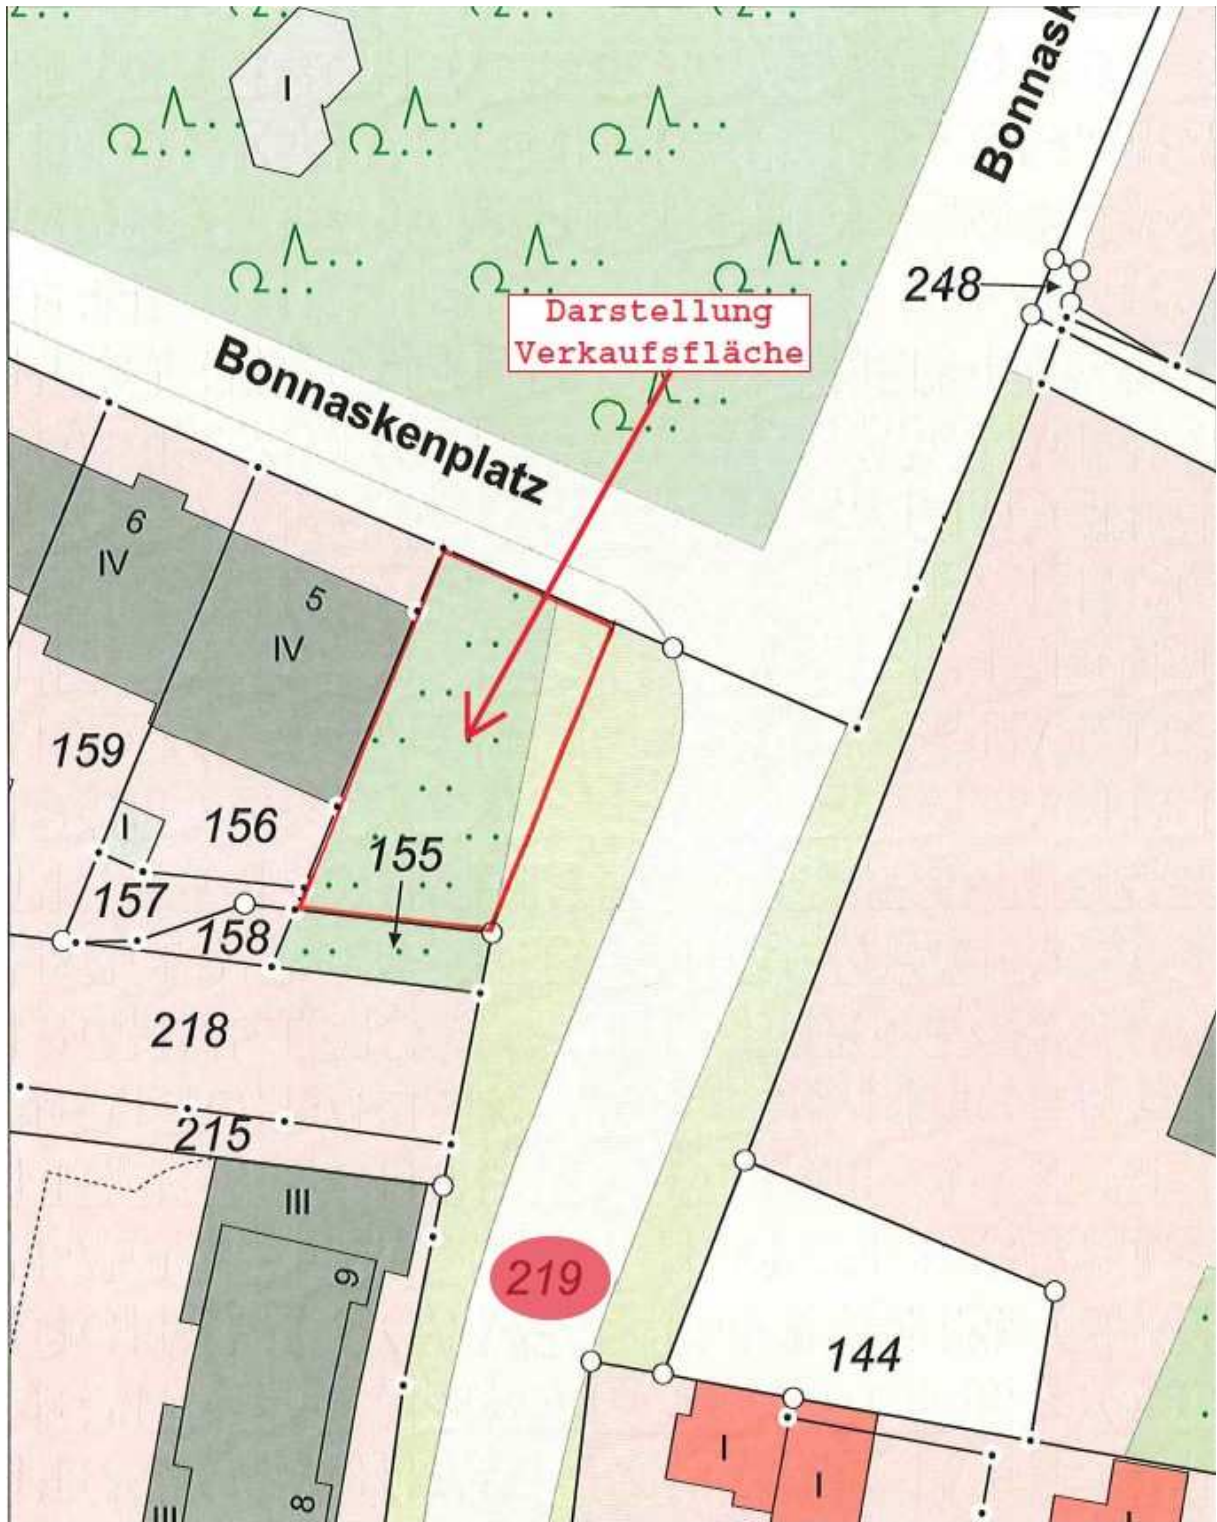 I
Bonnask
248
Darstellung
Verkaufsfläche
Bonnaskenplatz
6
IV
5
IV
159
156
I
155
157
158
218
215
III
9
219
144
I
I
8
III
I